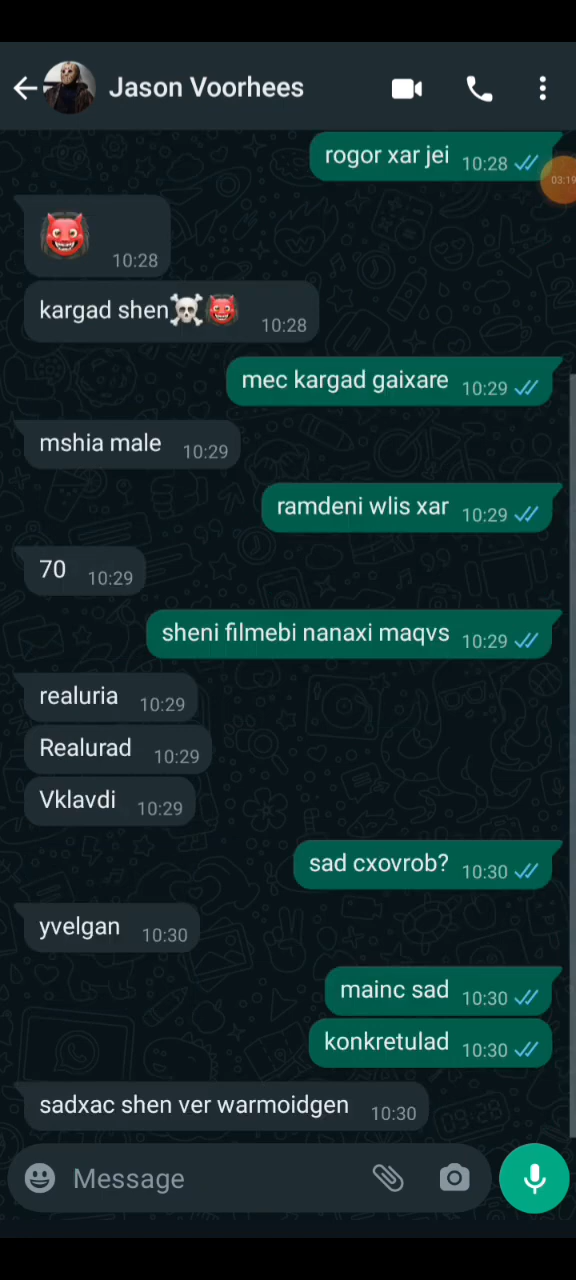 Jason Voorhees
rogor xar jei 10:28
03:19
👹 10:28
kargad shen☠️👹 10:28
mec kargad gaixare 10:29
mshia male 10:29
ramdeni wlis xar 10:29
70 10:29
sheni filmebi nanaxi maqvs 10:29
realuria 10:29
Realurad 10:29
Vklavdi 10:29
sad cxovrob? 10:30
yvelgan 10:30
mainc sad 10:30
konkretulad 10:30
sadxac shen ver warmoidgen 10:30
Message